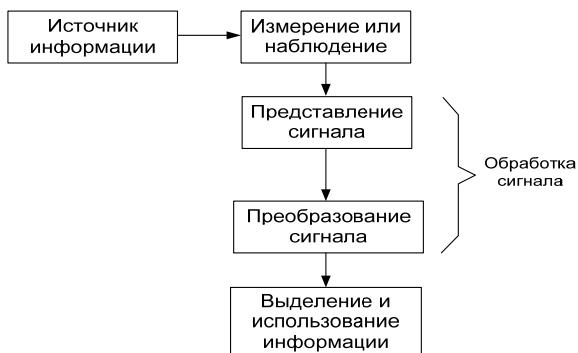 Источник
информации
Измерение или
наблюдение
Представление
сигнала
Обработка
сигнала
Преобразование
сигнала
Выделение и
использование
информации